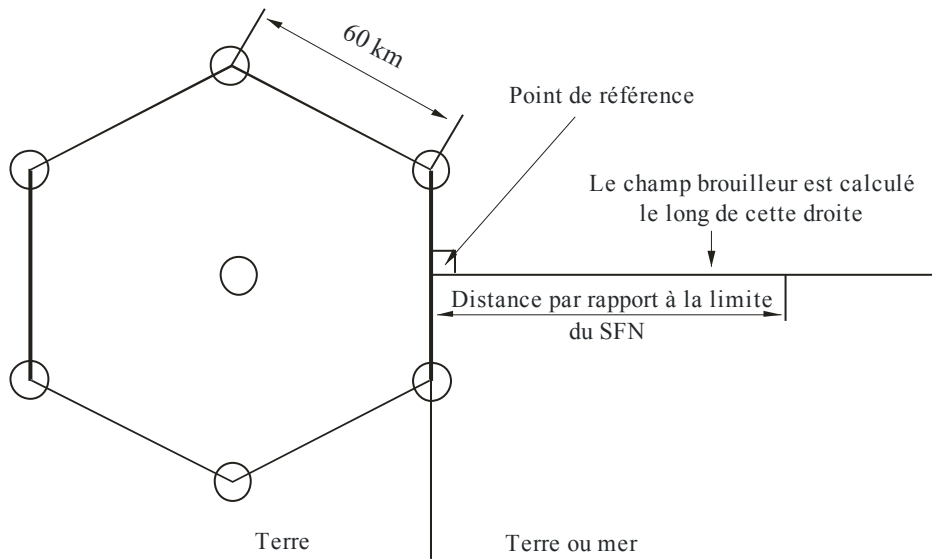 60 km
Point de référence
Le champ brouilleur est calculé
le long de cette droite
Distance par rapport à la limite
du SFN
Terre
Terre ou mer